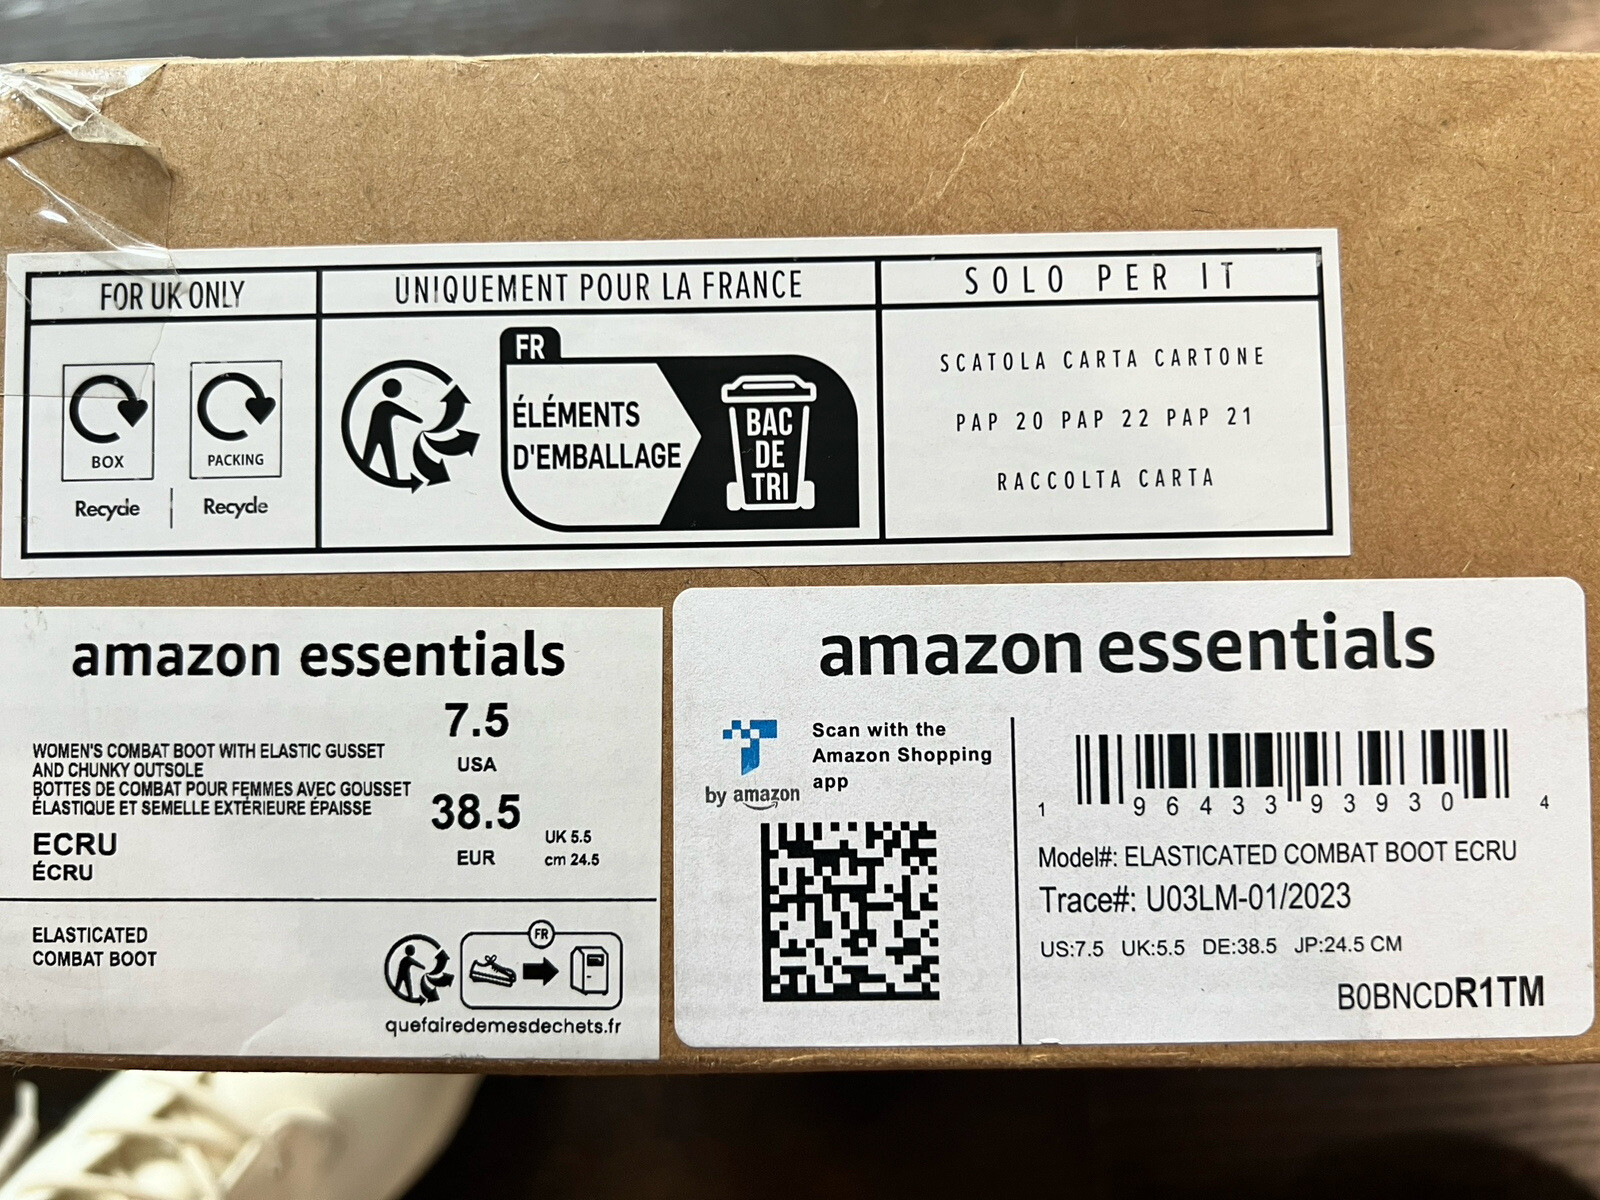 FOR UK ONLY
BOX
PACKING
Recycle
Recycle
UNIQUEMENT POUR LA FRANCE
FR
ÉLÉMENTS
D'EMBALLAGE
BAC
DE
TRI
SOLO PER IT
SCATOLA CARTA CARTONE
PAP 20 PAP 22 PAP 21
RACCOLTA CARTA
amazon essentials
WOMEN'S COMBAT BOOT WITH ELASTIC GUSSET
AND CHUNKY OUTSOLE
BOTTES DE COMBAT POUR FEMMES AVEC GOUSSET
ÉLASTIQUE ET SEMELLE EXTÉRIEURE ÉPAISSE
ECRU
ÉCRU
7.5
USA
38.5
EUR
UK 5.5
cm 24.5
ELASTICATED
COMBAT BOOT
FR
quefairedemesdechets.fr
amazon essentials
by amazon
Scan with the
Amazon Shopping
app
1 96433 93930 4
Model#: ELASTICATED COMBAT BOOT ECRU
Trace#: U03LM-01/2023
US:7.5 UK:5.5 DE:38.5 JP:24.5 CM
B0BNCDR1TM